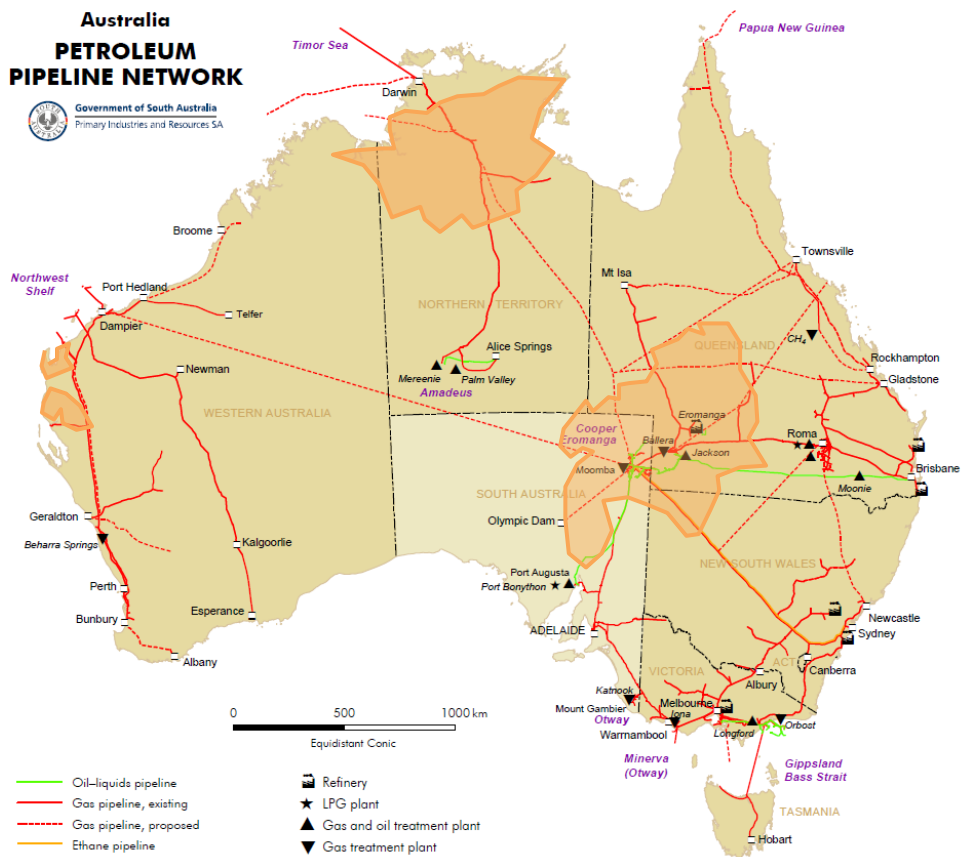 Australia
PETROLEUM
PIPELINE NETWORK
SOUTH
AUSTRALIA
Government of South Australia
Primary Industries and Resources SA
Timor Sea
Papua New Guinea
Darwin
Broome
Townsville
Northwest
Shelf
Port Hedland
Mt Isa
Telfer
Dampier
NORTHERN TERRITORY
CH4
QUEENSLAND
Alice Springs
Rockhampton
Newman
Mereenie
Palm Valley
Gladstone
Amadeus
WESTERN AUSTRALIA
Eromanga
Cooper
Eromanga
Ballera
Roma
Jackson
Moomba
Brisbane
Moonie
SOUTH AUSTRALIA
Geraldton
Olympic Dam
Beharra Springs
Kalgoorlie
NEW SOUTH WALES
Port Augusta
Port Bonython
Perth
Esperance
Newcastle
Bunbury
ADELAIDE
Sydney
Albany
ACT
Canberra
VICTORIA
Albury
Katnook
Melbourne
Mount Gambier
Iona
Otway
Orbost
Warrnambool
Longford
0 500 1000 km
Equidistant Conic
Minerva
(Otway)
Gippsland
Bass Strait
TASMANIA
Hobart
Oil–liquids pipeline
Gas pipeline, existing
Gas pipeline, proposed
Ethane pipeline
Refinery
LPG plant
Gas and oil treatment plant
Gas treatment plant